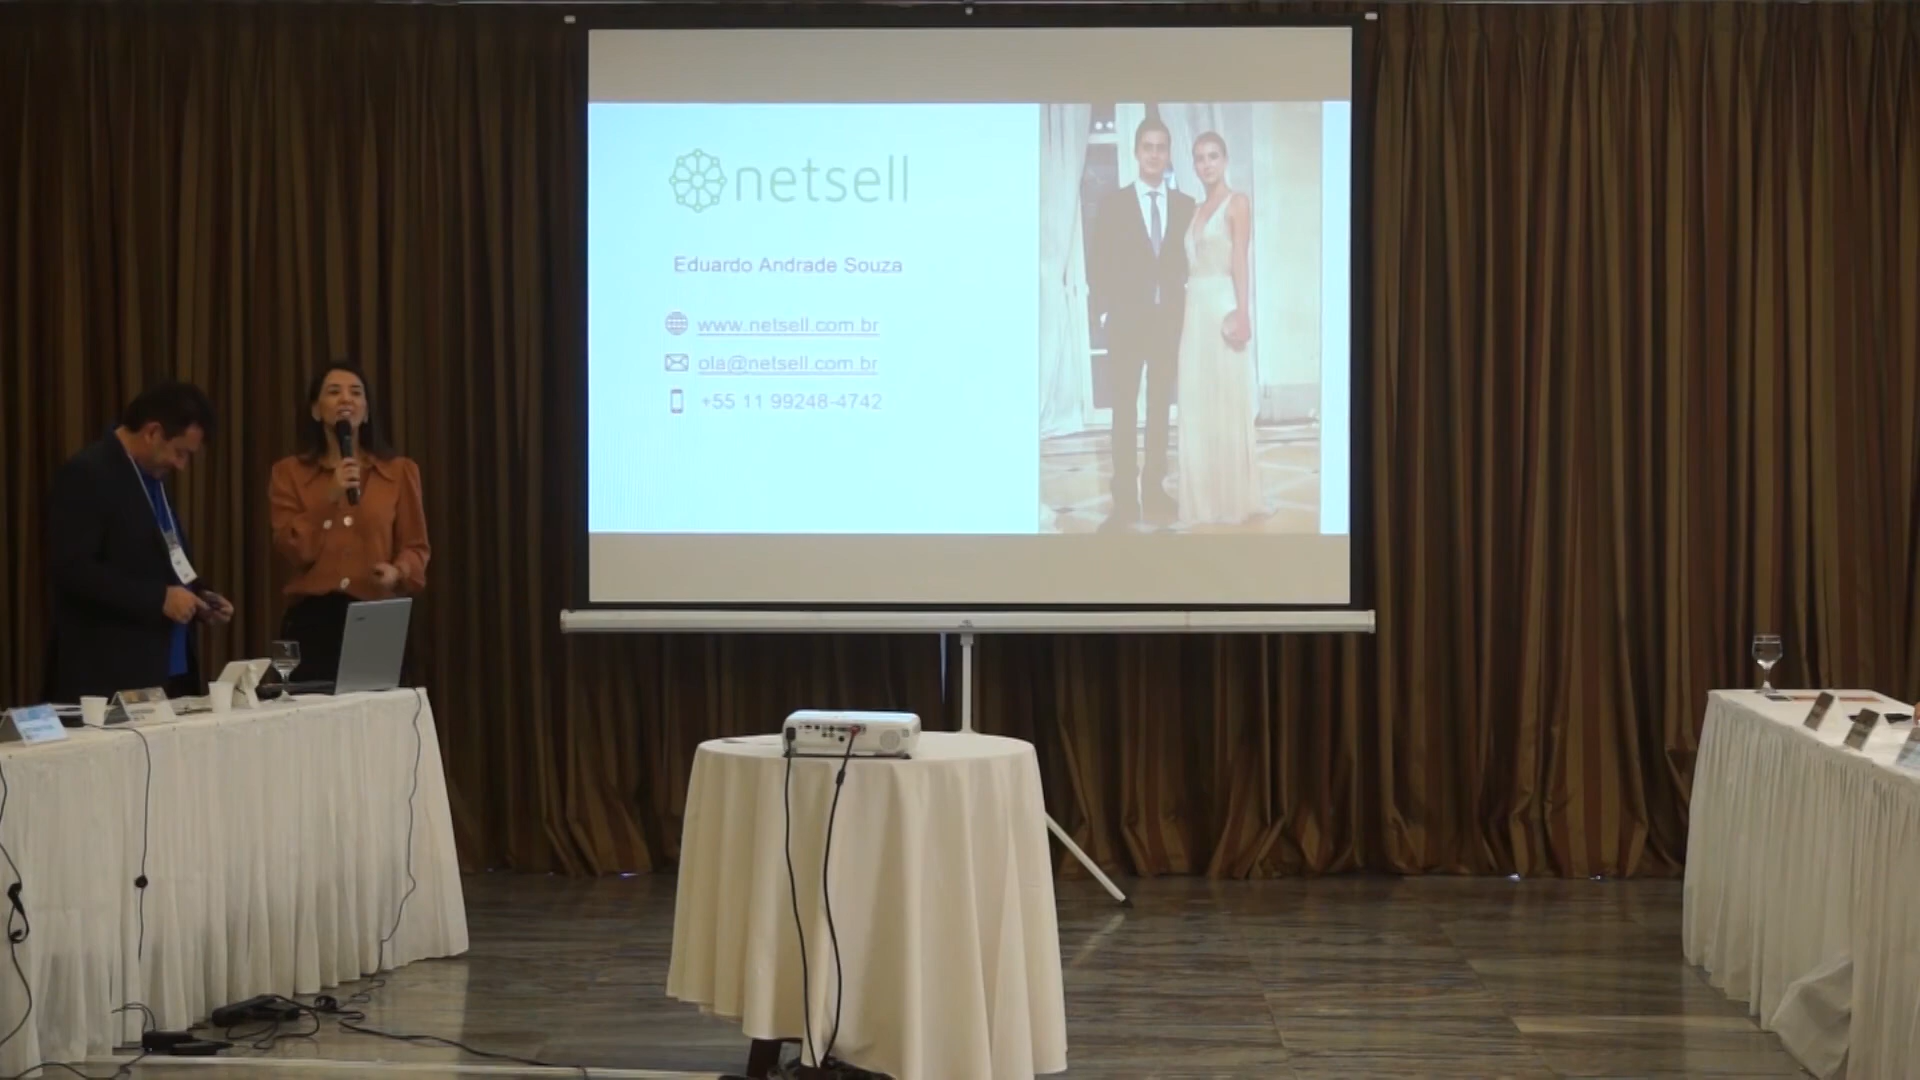 netsell
Eduardo Andrade Souza
www.netsell.com.br
ola@netsell.com.br
+55 11 99248-4742